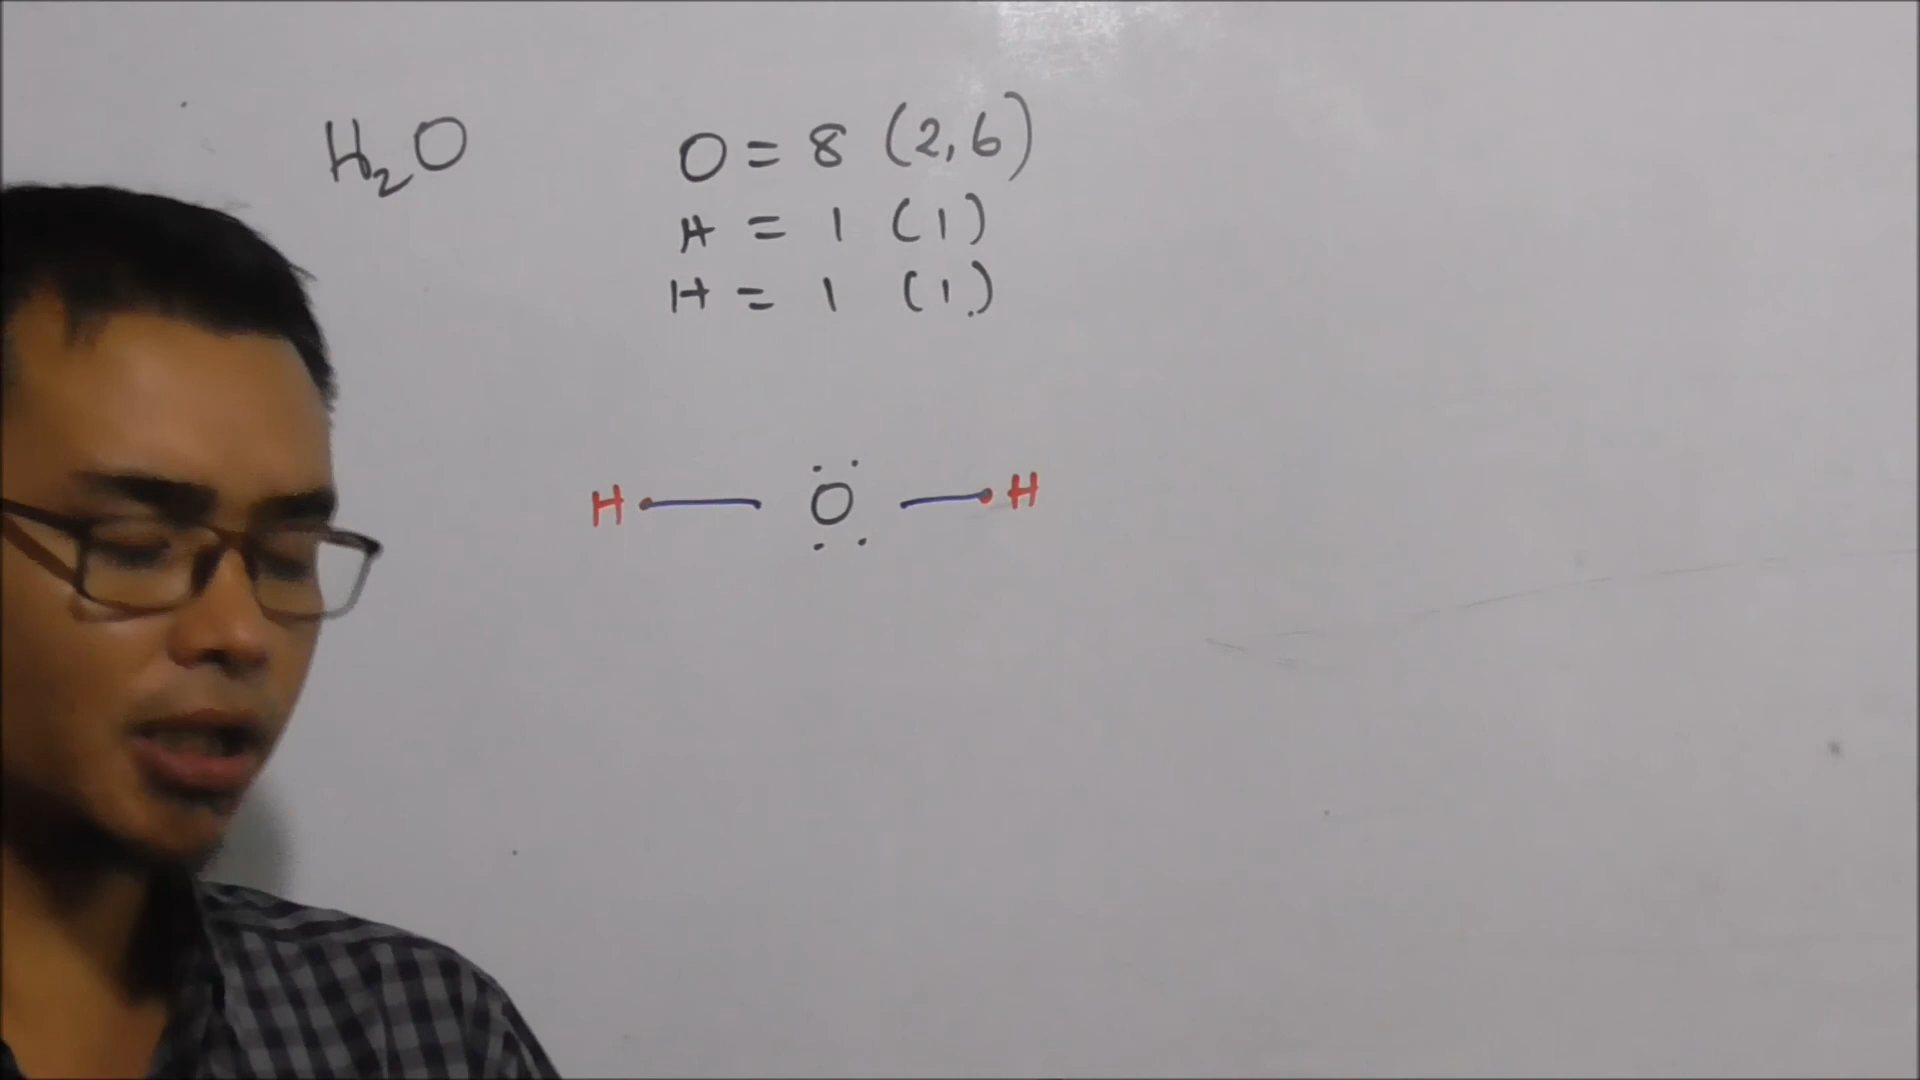 H₂O
O = 8 (2,6)
H = 1 (1)
H = 1 (1)
H — O — H